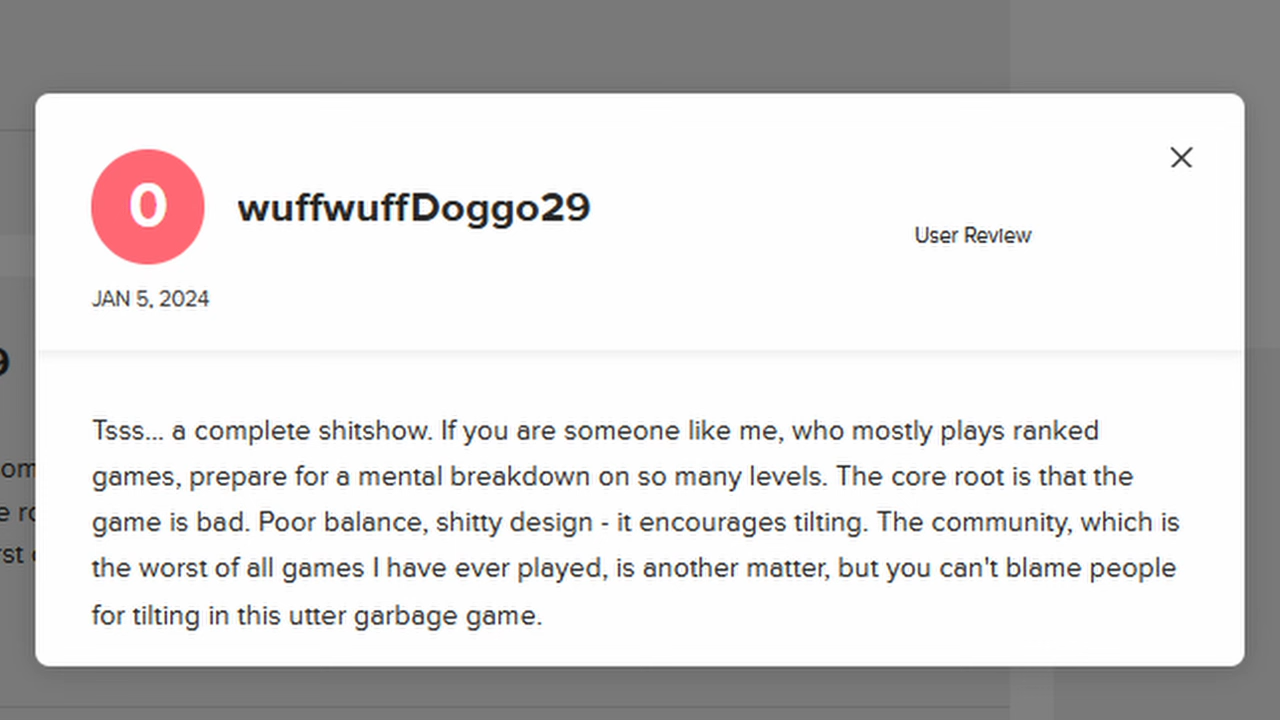 0
wuffwuffDoggo29
User Review
JAN 5, 2024
Tsss... a complete shitshow. If you are someone like me, who mostly plays ranked
games, prepare for a mental breakdown on so many levels. The core root is that the
game is bad. Poor balance, shitty design - it encourages tilting. The community, which is
the worst of all games I have ever played, is another matter, but you can't blame people
for tilting in this utter garbage game.